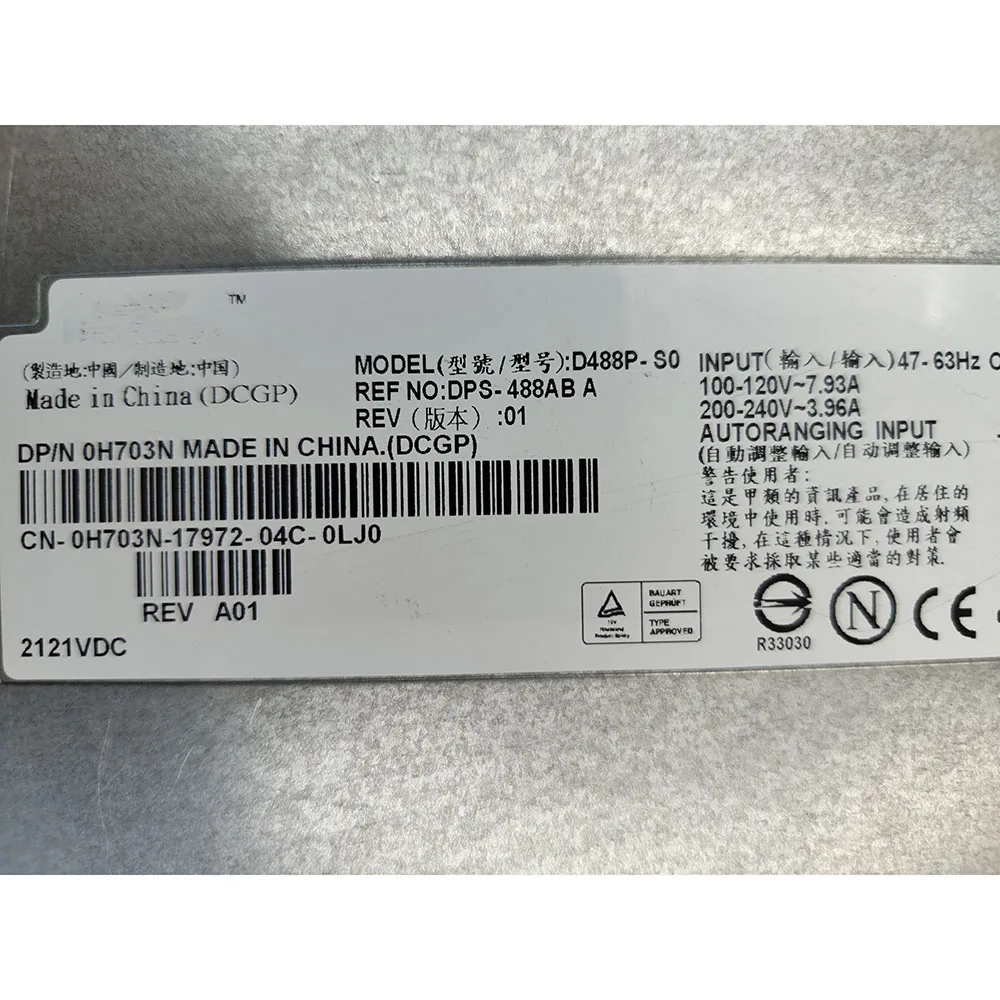 TM
(製造地:中國/制造地:中国)
Made in China (DCGP)
MODEL(型號/型号):D488P-S0
REF NO:DPS-488AB A
REV (版本) :01
DP/N 0H703N MADE IN CHINA.(DCGP)
CN-0H703N-17972-04C-0LJ0
REV A01
2121VDC
INPUT(輸入/输入)47-63Hz
100-120V~7.93A
200-240V~3.96A
AUTORANGING INPUT
(自動調整輸入/自动调整输入)
警告使用者:
這是甲類的資訊產品,在居住的
環境中使用時,可能會造成射頻
干擾,在這種情況下,使用者會
被要求採取某些適當的對策.
BAUART
GEPRÜFT
TYPE
APPROVED
N
CE
R33030